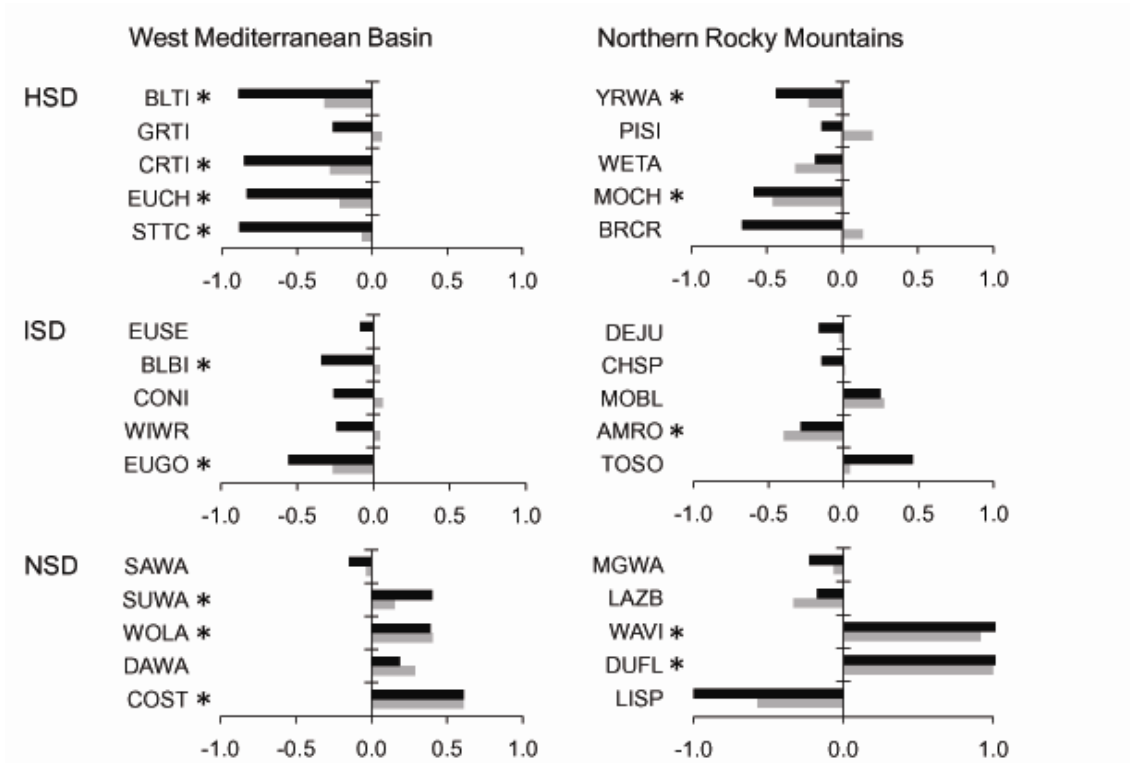 West Mediterranean Basin
Northern Rocky Mountains
HSD
BLTI *
GRTI
CRTI *
EUCH *
STTC *
-1.0 -0.5 0.0 0.5 1.0
YRWA *
PISI
WETA
MOCH *
BRCR
-1.0 -0.5 0.0 0.5 1.0
ISD
EUSE
BLBI *
CONI
WIWR
EUGO *
-1.0 -0.5 0.0 0.5 1.0
DEJU
CHSP
MOBL
AMRO *
TOSO
-1.0 -0.5 0.0 0.5 1.0
NSD
SAWA
SUWA *
WOLA *
DAWA
COST *
-1.0 -0.5 0.0 0.5 1.0
MGWA
LAZB
WAVI *
DUFL *
LISP
-1.0 0.0 1.0